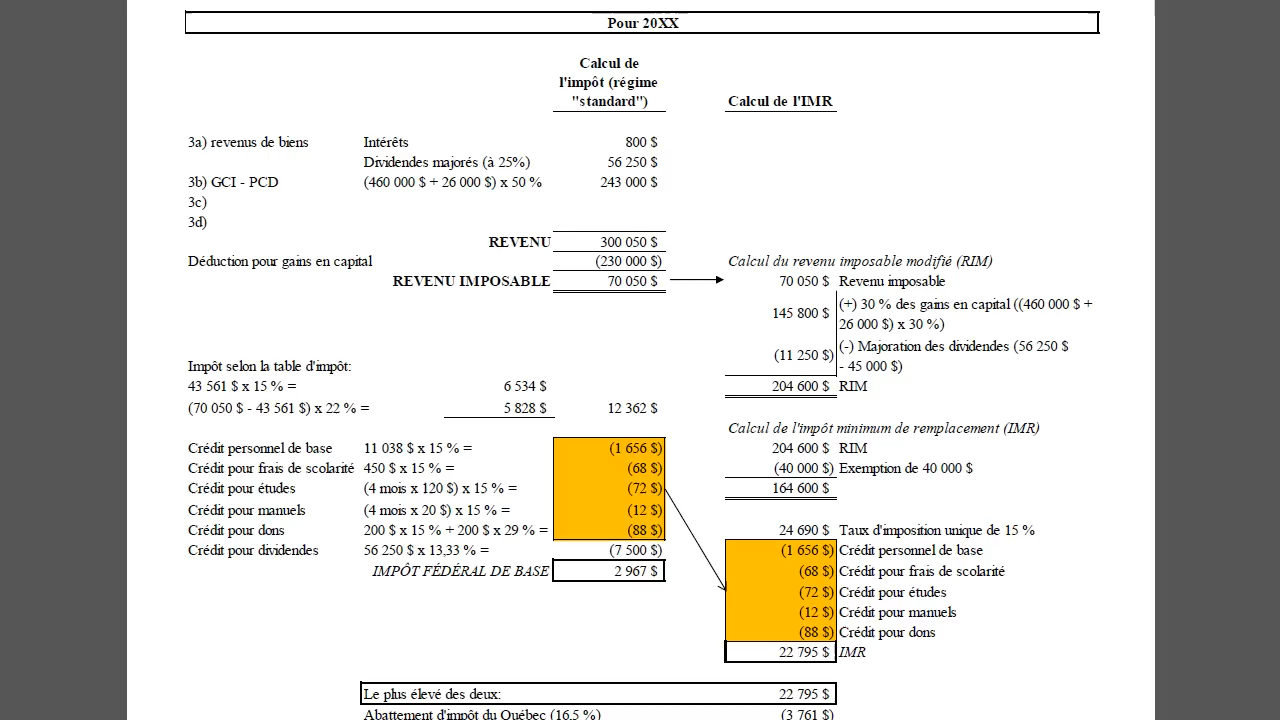 Pour 20XX
Calcul de
l'impôt (régime
"standard")
Calcul de l'IMR
3a) revenus de biens Intérêts 800 $
Dividendes majorés (à 25%) 56 250 $
3b) GCI - PCD (460 000 $ + 26 000 $) x 50 % 243 000 $
3c)
3d)
REVENU 300 050 $
Déduction pour gains en capital (230 000 $) Calcul du revenu imposable modifié (RIM)
REVENU IMPOSABLE 70 050 $ 70 050 $ Revenu imposable
145 800 $ (+) 30 % des gains en capital ((460 000 $ +
26 000 $) x 30 %)
(11 250 $) (-) Majoration des dividendes (56 250 $
- 45 000 $)
Impôt selon la table d'impôt:
43 561 $ x 15 % = 6 534 $ 204 600 $ RIM
(70 050 $ - 43 561 $) x 22 % = 5 828 $ 12 362 $
Calcul de l'impôt minimum de remplacement (IMR)
Crédit personnel de base 11 038 $ x 15 % = (1 656 $) 204 600 $ RIM
Crédit pour frais de scolarité 450 $ x 15 % = (68 $) (40 000 $) Exemption de 40 000 $
Crédit pour études (4 mois x 120 $) x 15 % = (72 $) 164 600 $
Crédit pour manuels (4 mois x 20 $) x 15 % = (12 $)
Crédit pour dons 200 $ x 15 % + 200 $ x 29 % = (88 $) 24 690 $ Taux d'imposition unique de 15 %
Crédit pour dividendes 56 250 $ x 13,33 % = (7 500 $) (1 656 $) Crédit personnel de base
IMPÔT FÉDÉRAL DE BASE 2 967 $ (68 $) Crédit pour frais de scolarité
(72 $) Crédit pour études
(12 $) Crédit pour manuels
(88 $) Crédit pour dons
22 795 $ IMR
Le plus élevé des deux: 22 795 $
Abattement d'impôt du Québec (16,5 %) (3 761 $)